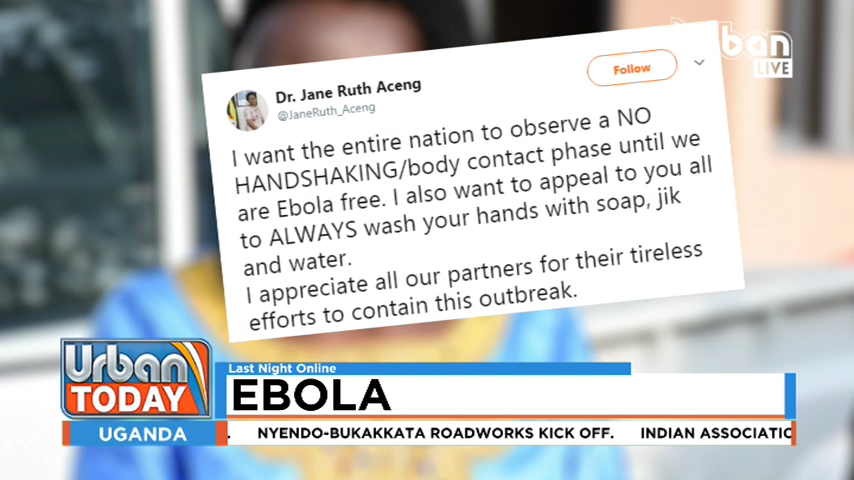 urban
LIVE
Dr. Jane Ruth Aceng
@JaneRuth_Aceng
Follow
I want the entire nation to observe a NO
HANDSHAKING/body contact phase until we
are Ebola free. I also want to appeal to you all
to ALWAYS wash your hands with soap, jik
and water.
I appreciate all our partners for their tireless
efforts to contain this outbreak.
Urban
TODAY
UGANDA
Last Night Online
EBOLA
. NYENDO-BUKAKKATA ROADWORKS KICK OFF. INDIAN ASSOCIATIO